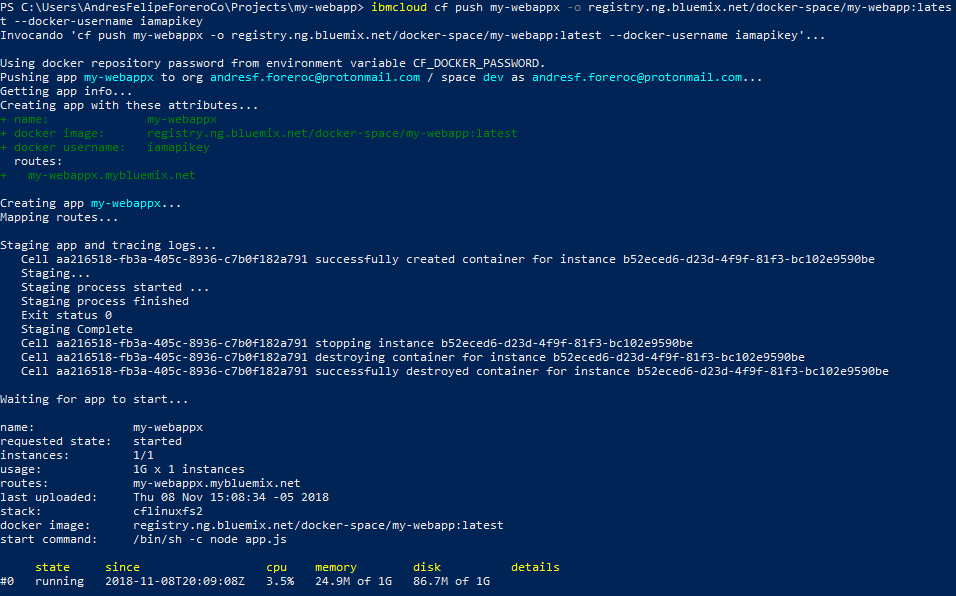 PS C:\Users\AndresFelipeForeroCo\Projects\my-webapp> ibmcloud cf push my-webappx -o registry.ng.bluemix.net/docker-space/my-webapp:lates
t --docker-username iamapikey
Invocando 'cf push my-webappx -o registry.ng.bluemix.net/docker-space/my-webapp:latest --docker-username iamapikey'...
Using docker repository password from environment variable CF_DOCKER_PASSWORD.
Pushing app my-webappx to org andresf.foreroc@protonmail.com / space dev as andresf.foreroc@protonmail.com...
Getting app info...
Creating app with these attributes...
+ name: my-webappx
+ docker image: registry.ng.bluemix.net/docker-space/my-webapp:latest
+ docker username: iamapikey
routes:
+ my-webappx.mybluemix.net
Creating app my-webappx...
Mapping routes...
Staging app and tracing logs...
Cell aa216518-fb3a-405c-8936-c7b0f182a791 successfully created container for instance b52eced6-d23d-4f9f-81f3-bc102e9590be
Staging...
Staging process started ...
Staging process finished
Exit status 0
Staging Complete
Cell aa216518-fb3a-405c-8936-c7b0f182a791 stopping instance b52eced6-d23d-4f9f-81f3-bc102e9590be
Cell aa216518-fb3a-405c-8936-c7b0f182a791 destroying container for instance b52eced6-d23d-4f9f-81f3-bc102e9590be
Cell aa216518-fb3a-405c-8936-c7b0f182a791 successfully destroyed container for instance b52eced6-d23d-4f9f-81f3-bc102e9590be
Waiting for app to start...
name: my-webappx
requested state: started
instances: 1/1
usage: 1G x 1 instances
routes: my-webappx.mybluemix.net
last uploaded: Thu 08 Nov 15:08:34 -05 2018
stack: cflinuxfs2
docker image: registry.ng.bluemix.net/docker-space/my-webapp:latest
start command: /bin/sh -c node app.js
state since cpu memory disk details
#0 running 2018-11-08T20:09:08Z 3.5% 24.9M of 1G 86.7M of 1G